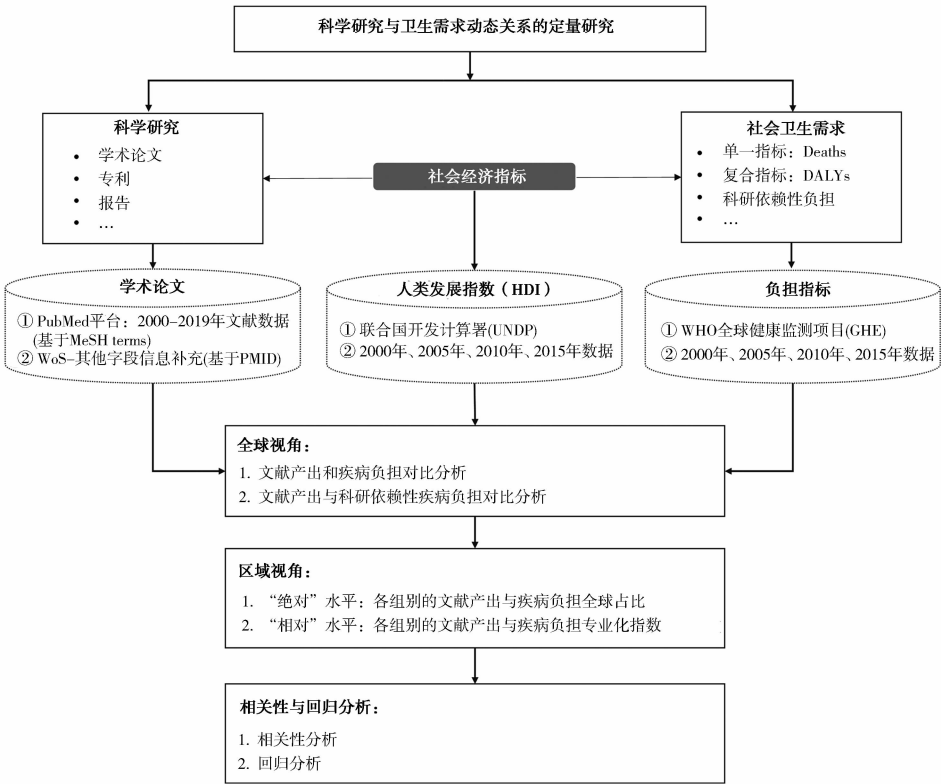 科学研究与卫生需求动态关系的定量研究
科学研究
• 学术论文
• 专利
• 报告
• …
社会经济指标
社会卫生需求
• 单一指标：Deaths
• 复合指标：DALYs
• 科研依赖性负担
• …
学术论文
① PubMed平台：2000–2019年文献数据
(基于MeSH terms)
② WoS–其他字段信息补充(基于PMID)
人类发展指数（HDI）
① 联合国开发计算署(UNDP)
② 2000年、2005年、2010年、2015年数据
负担指标
① WHO全球健康监测项目(GHE)
② 2000年、2005年、2010年、2015年数据
全球视角：
1. 文献产出和疾病负担对比分析
2. 文献产出与科研依赖性疾病负担对比分析
区域视角：
1. “绝对”水平：各组别的文献产出与疾病负担全球占比
2. “相对”水平：各组别的文献产出与疾病负担专业化指数
相关性与回归分析：
1. 相关性分析
2. 回归分析